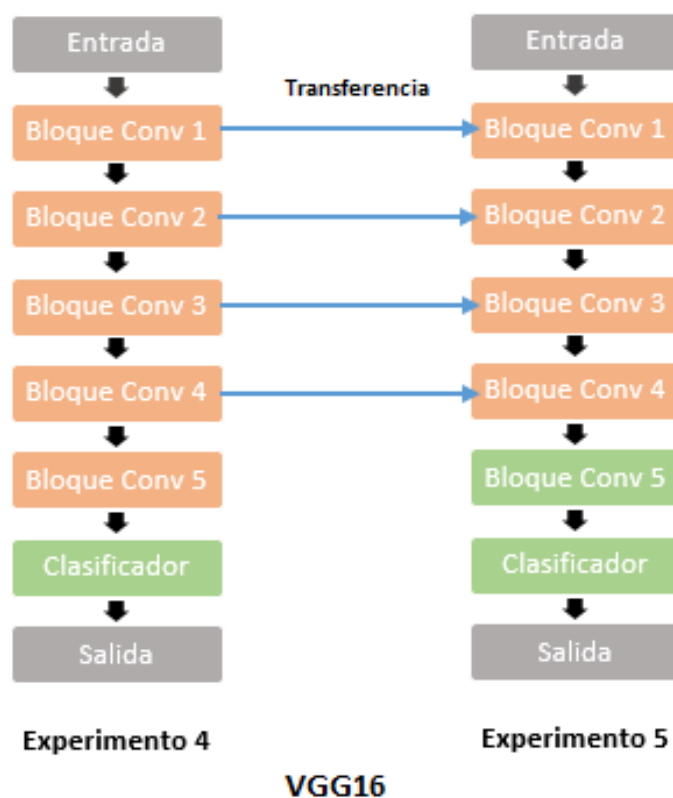 Entrada
Bloque Conv 1
Bloque Conv 2
Bloque Conv 3
Bloque Conv 4
Bloque Conv 5
Clasificador
Salida
Experimento 4
Transferencia
Entrada
Bloque Conv 1
Bloque Conv 2
Bloque Conv 3
Bloque Conv 4
Bloque Conv 5
Clasificador
Salida
Experimento 5
VGG16